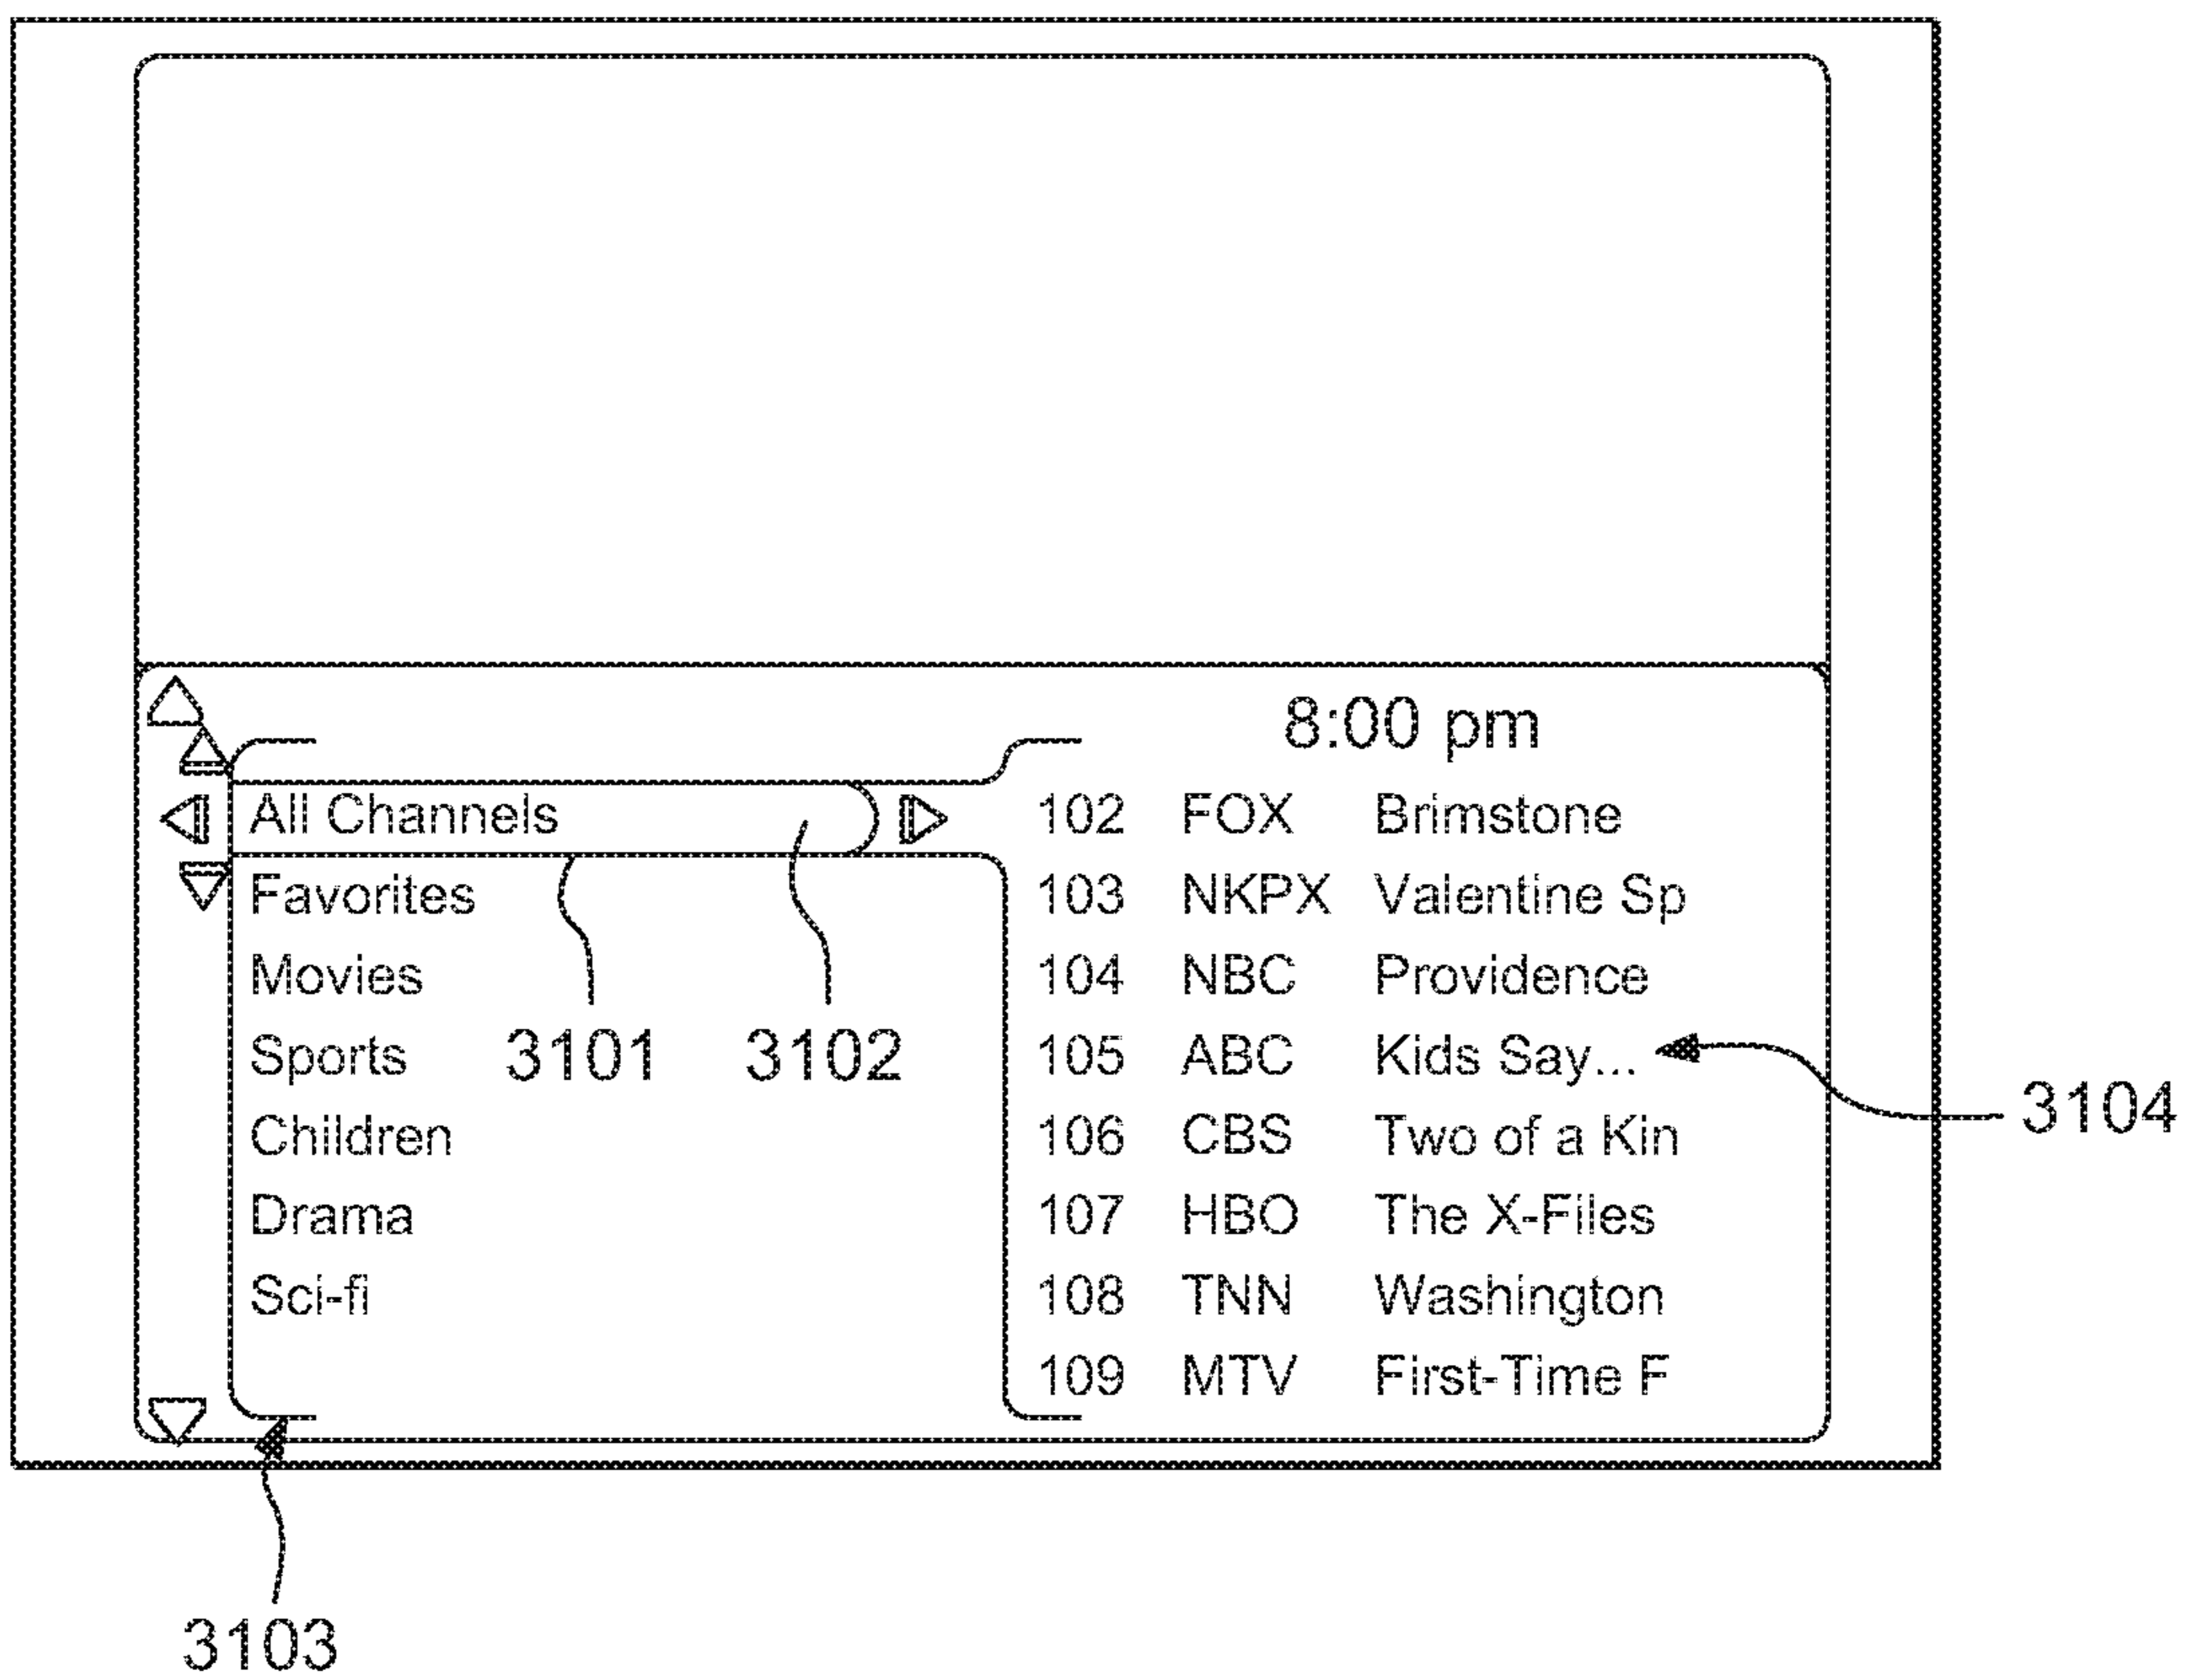 8:00 pm
All Channels
Favorites
Movies
Sports
Children
Drama
Sci-fi
3101
3102
102 FOX Brimstone
103 NKPX Valentine Sp
104 NBC Providence
105 ABC Kids Say...
106 CBS Two of a Kin
107 HBO The X-Files
108 TNN Washington
109 MTV First-Time F
3104
3103